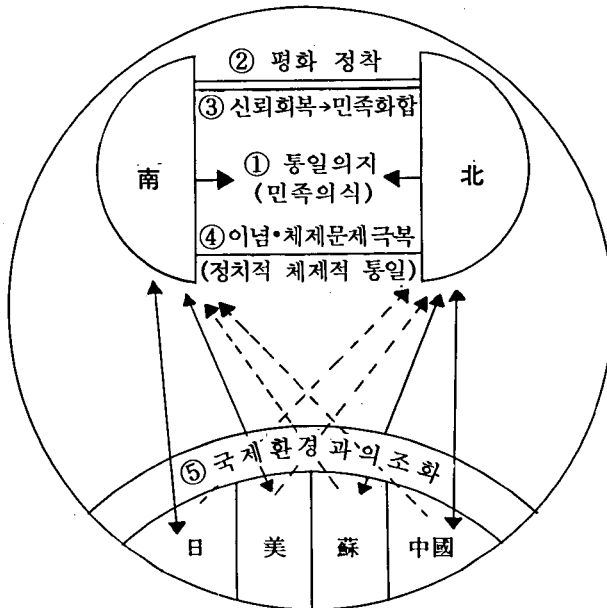 ② 평화 정착
③ 신뢰회복→민족화합
南
① 통일의지
(민족의식)
北
④ 이념•체제문제극복
(정치적 체제적 통일)
⑤ 국제환경과의 조화
日 美 蘇 中國